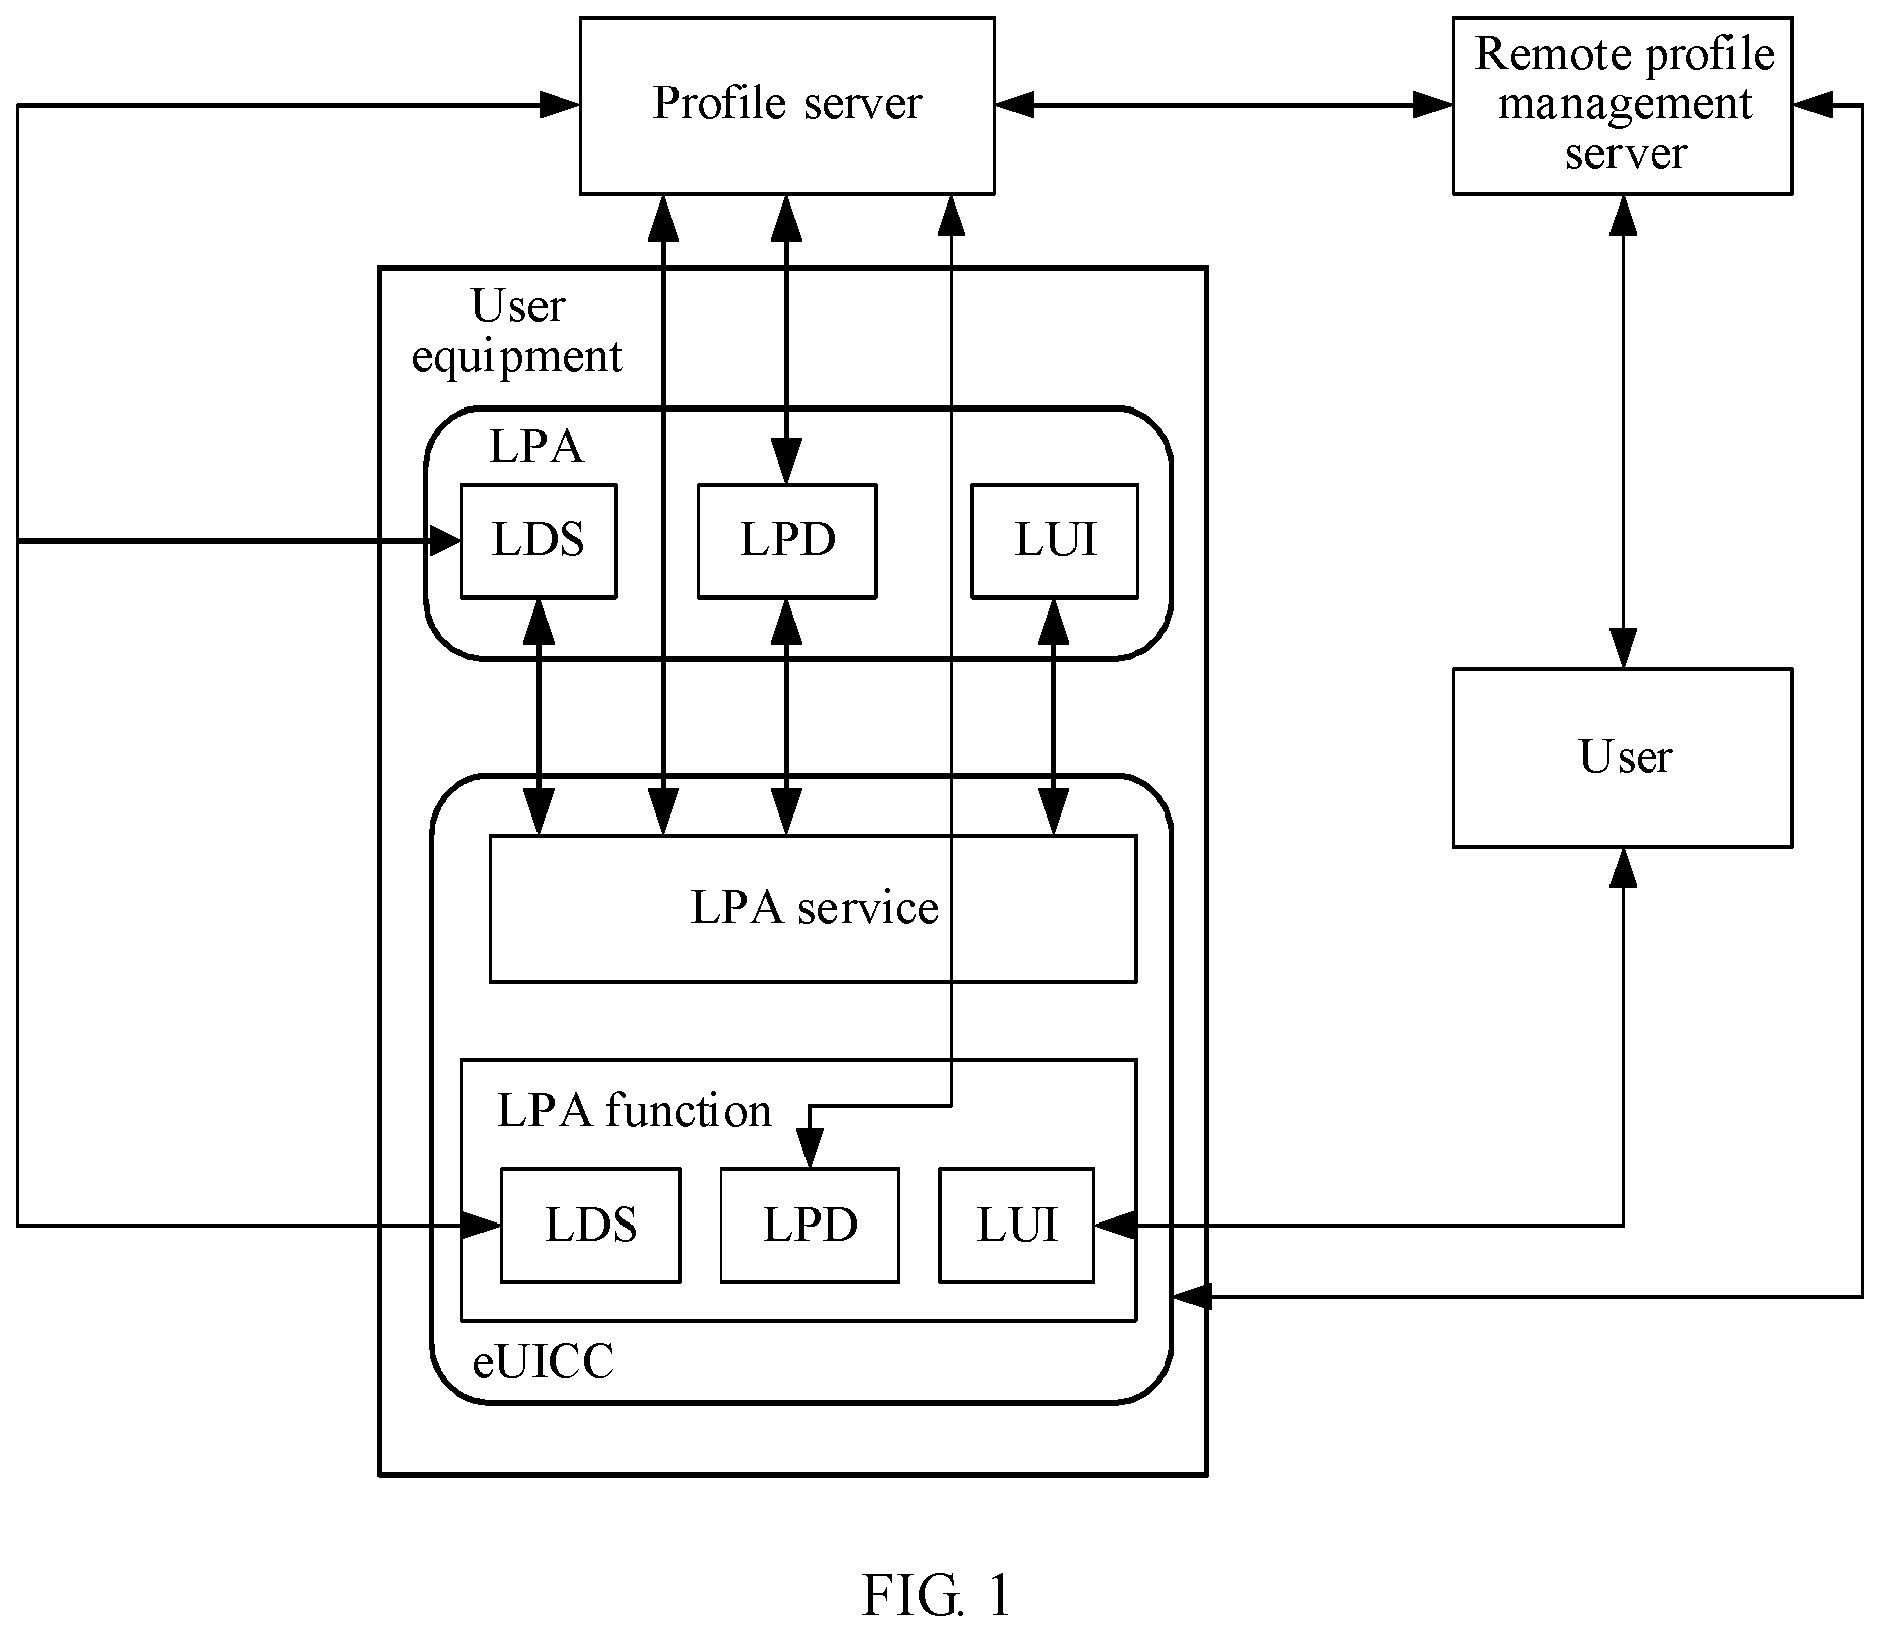 Profile server
Remote profile
management
server
User
equipment
LPA
LDS
LPD
LUI
User
LPA service
LPA function
LDS
LPD
LUI
eUICC
FIG. 1